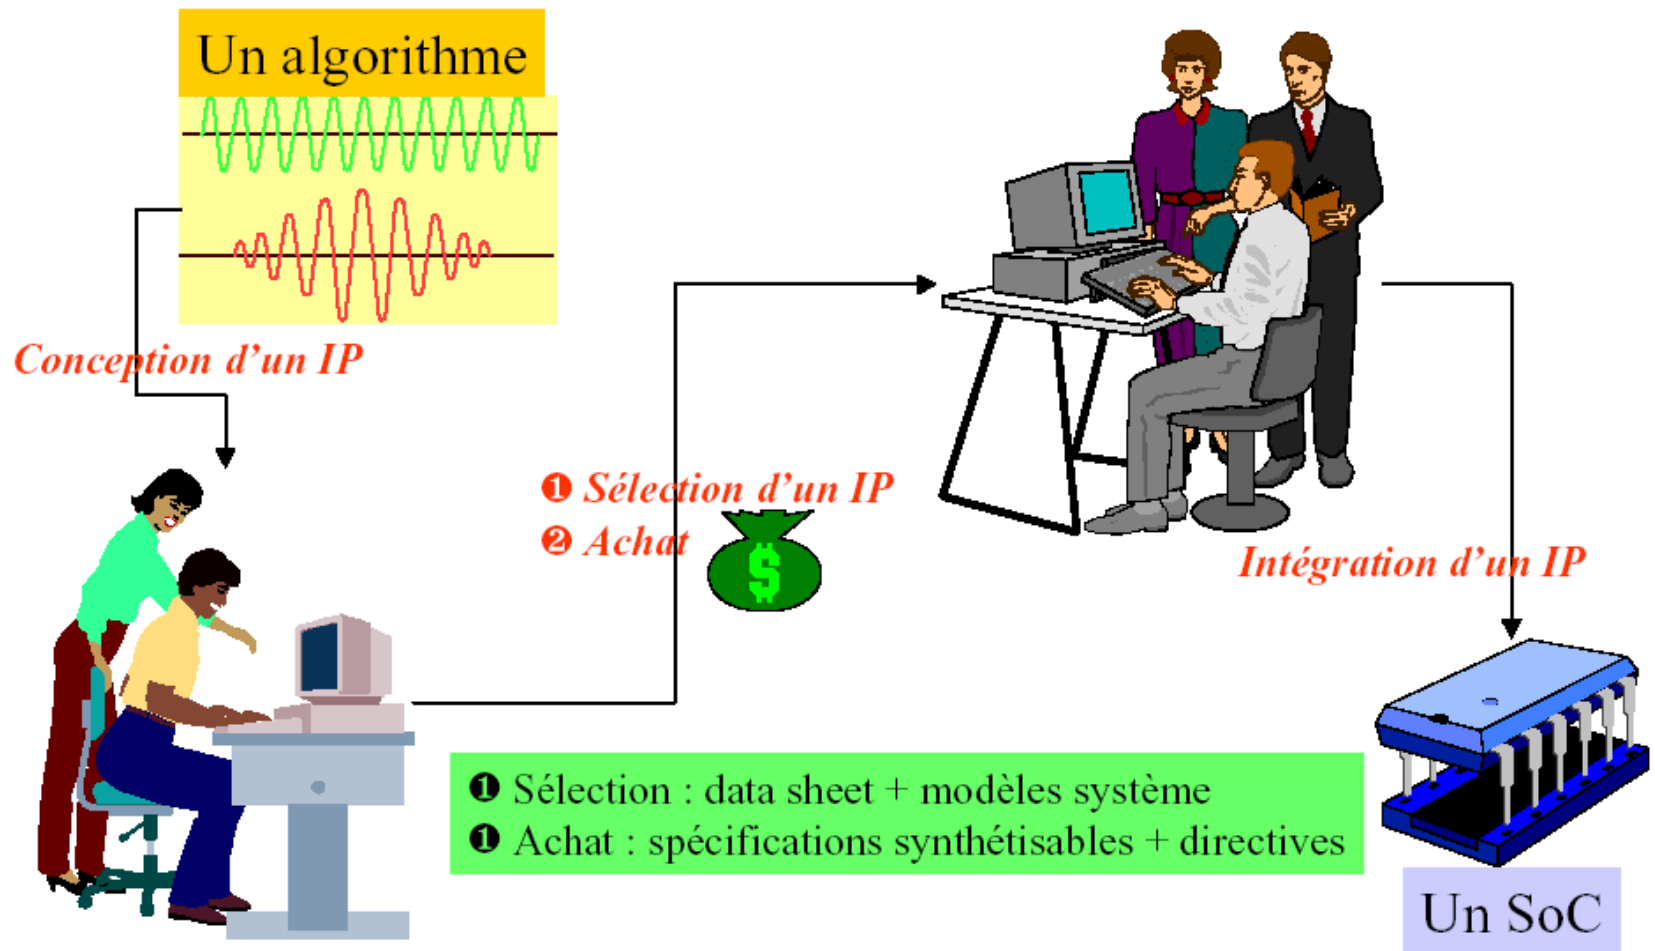 Un algorithme
Conception d’un IP
❶ Sélection d’un IP
❷ Achat
$
Intégration d’un IP
❶ Sélection : data sheet + modèles système
❶ Achat : spécifications synthétisables + directives
Un SoC